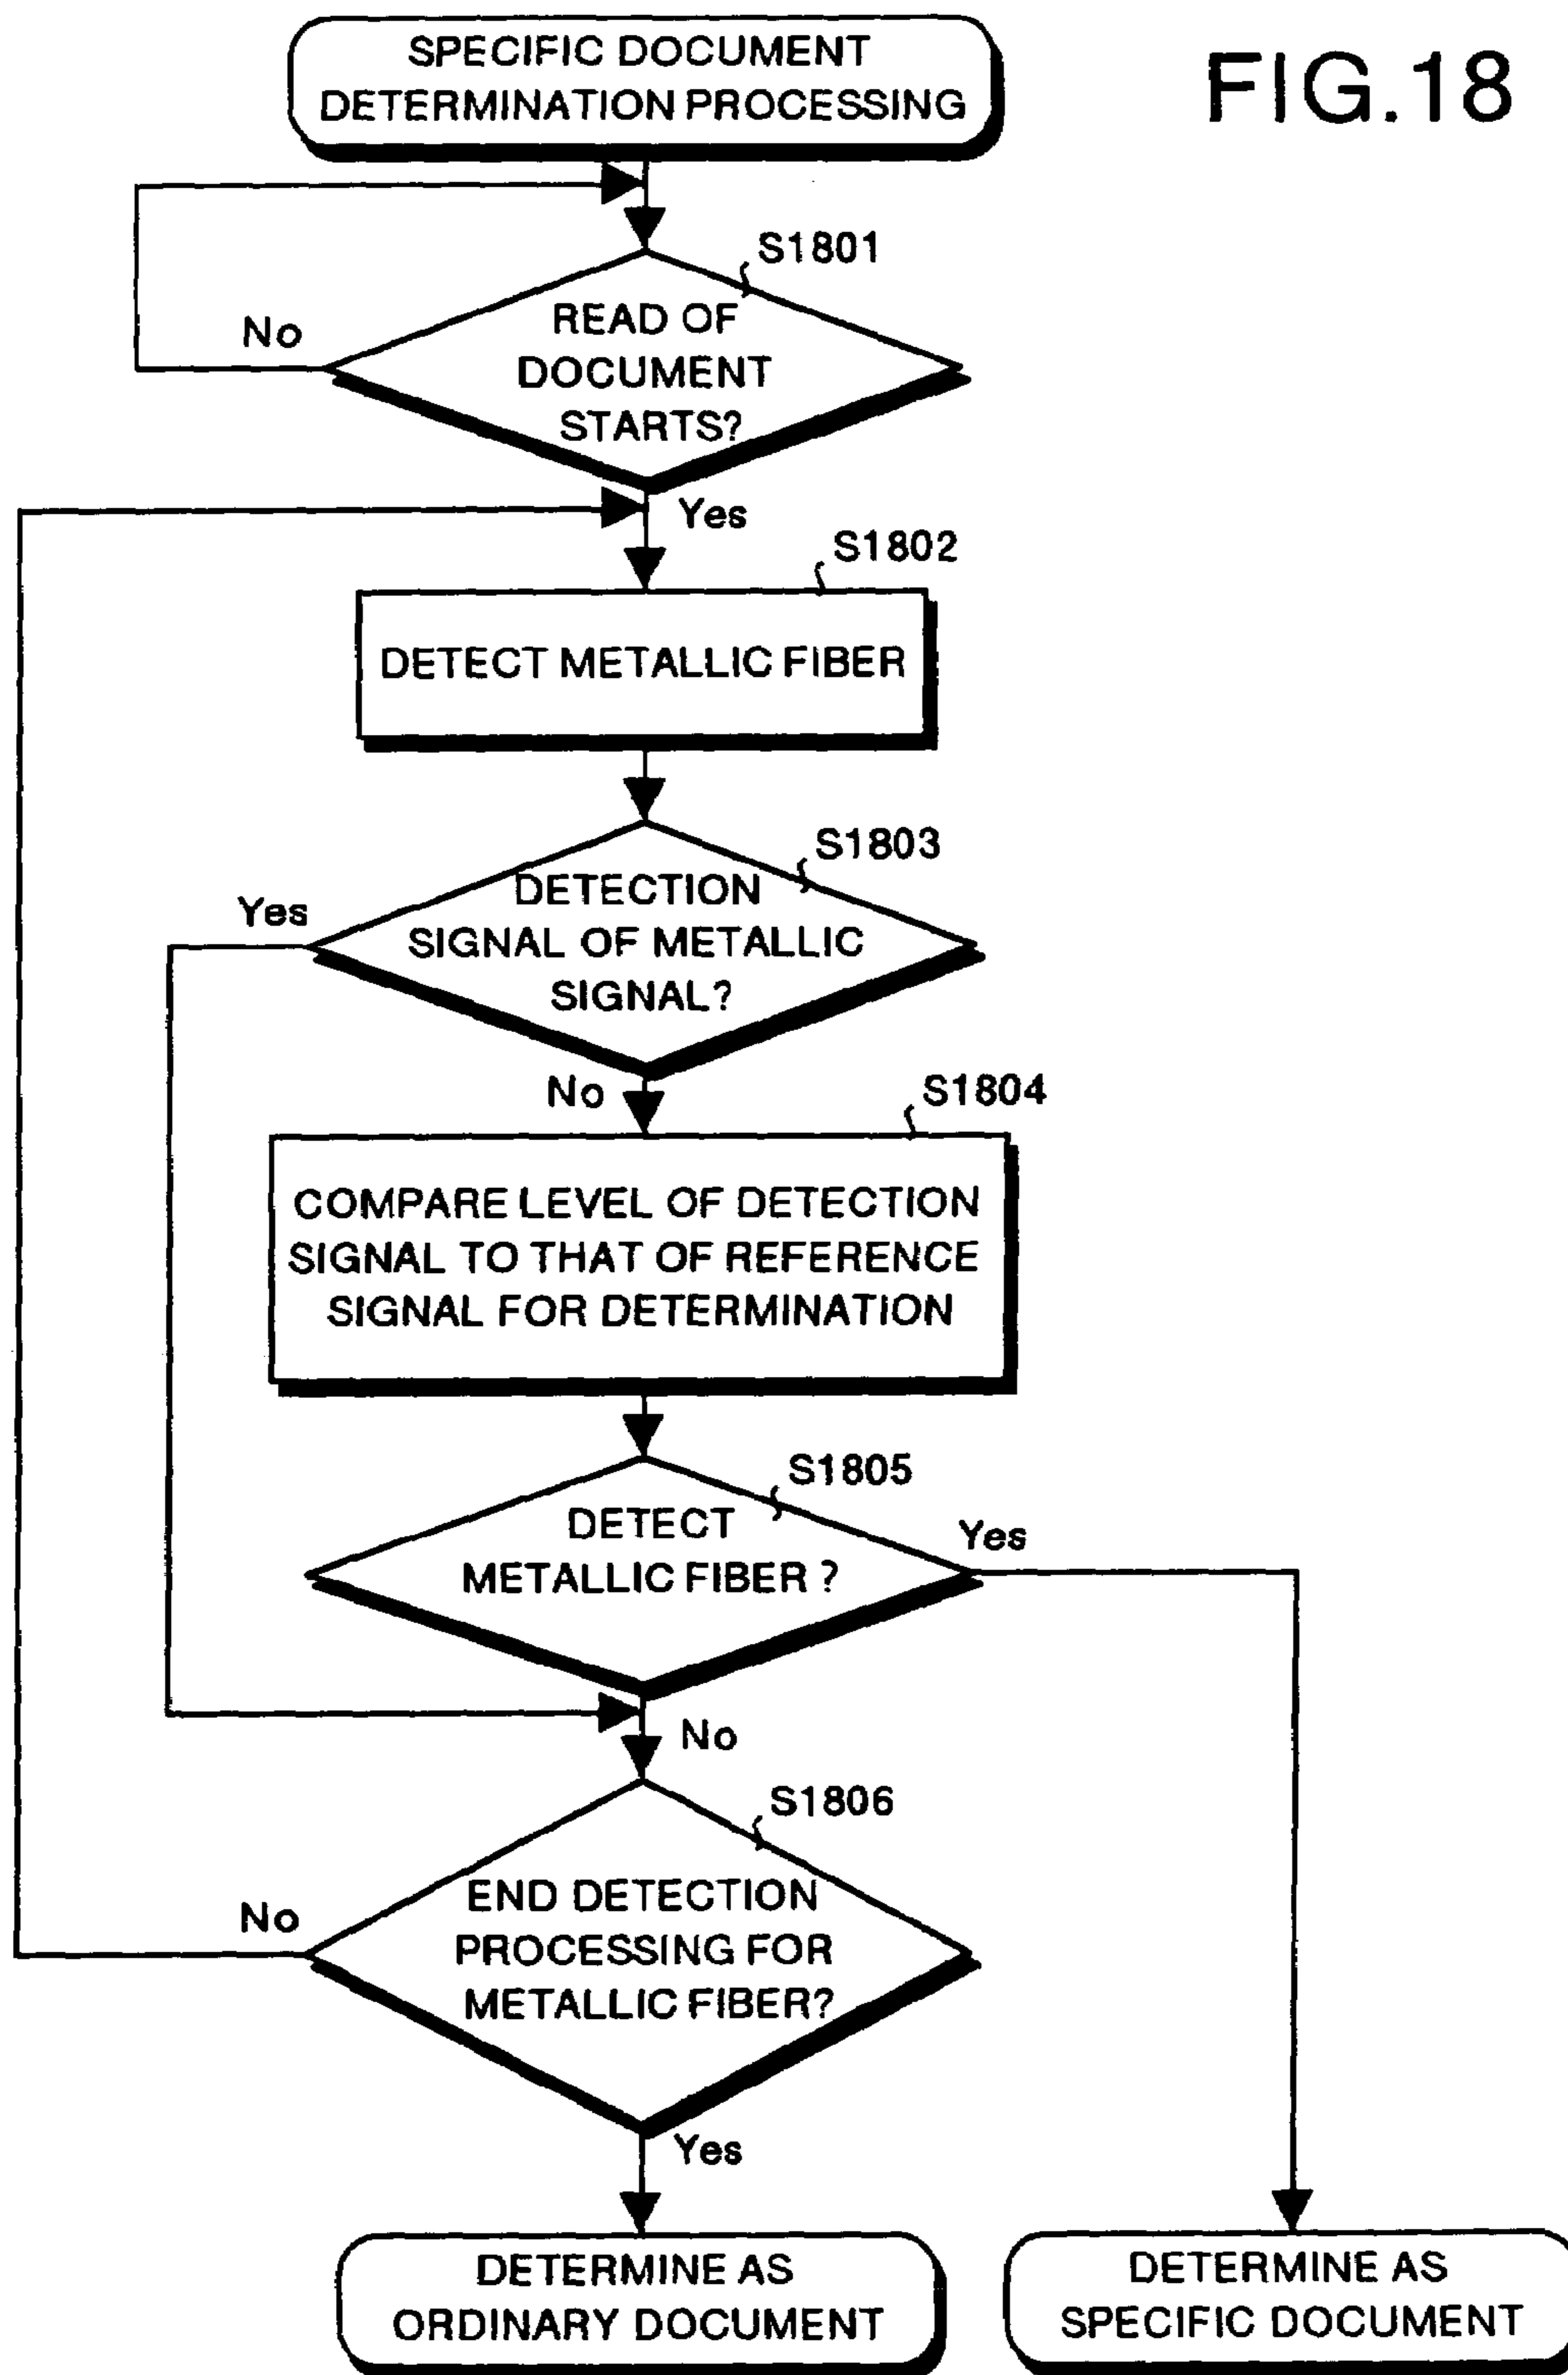 FIG.18
SPECIFIC DOCUMENT
DETERMINATION PROCESSING
S1801
READ OF
DOCUMENT
STARTS?
No
Yes
S1802
DETECT METALLIC FIBER
S1803
DETECTION
SIGNAL OF METALLIC
SIGNAL?
Yes
No
S1804
COMPARE LEVEL OF DETECTION
SIGNAL TO THAT OF REFERENCE
SIGNAL FOR DETERMINATION
S1805
DETECT
METALLIC FIBER ?
Yes
No
S1806
END DETECTION
PROCESSING FOR
METALLIC FIBER?
No
Yes
DETERMINE AS
ORDINARY DOCUMENT
DETERMINE AS
SPECIFIC DOCUMENT